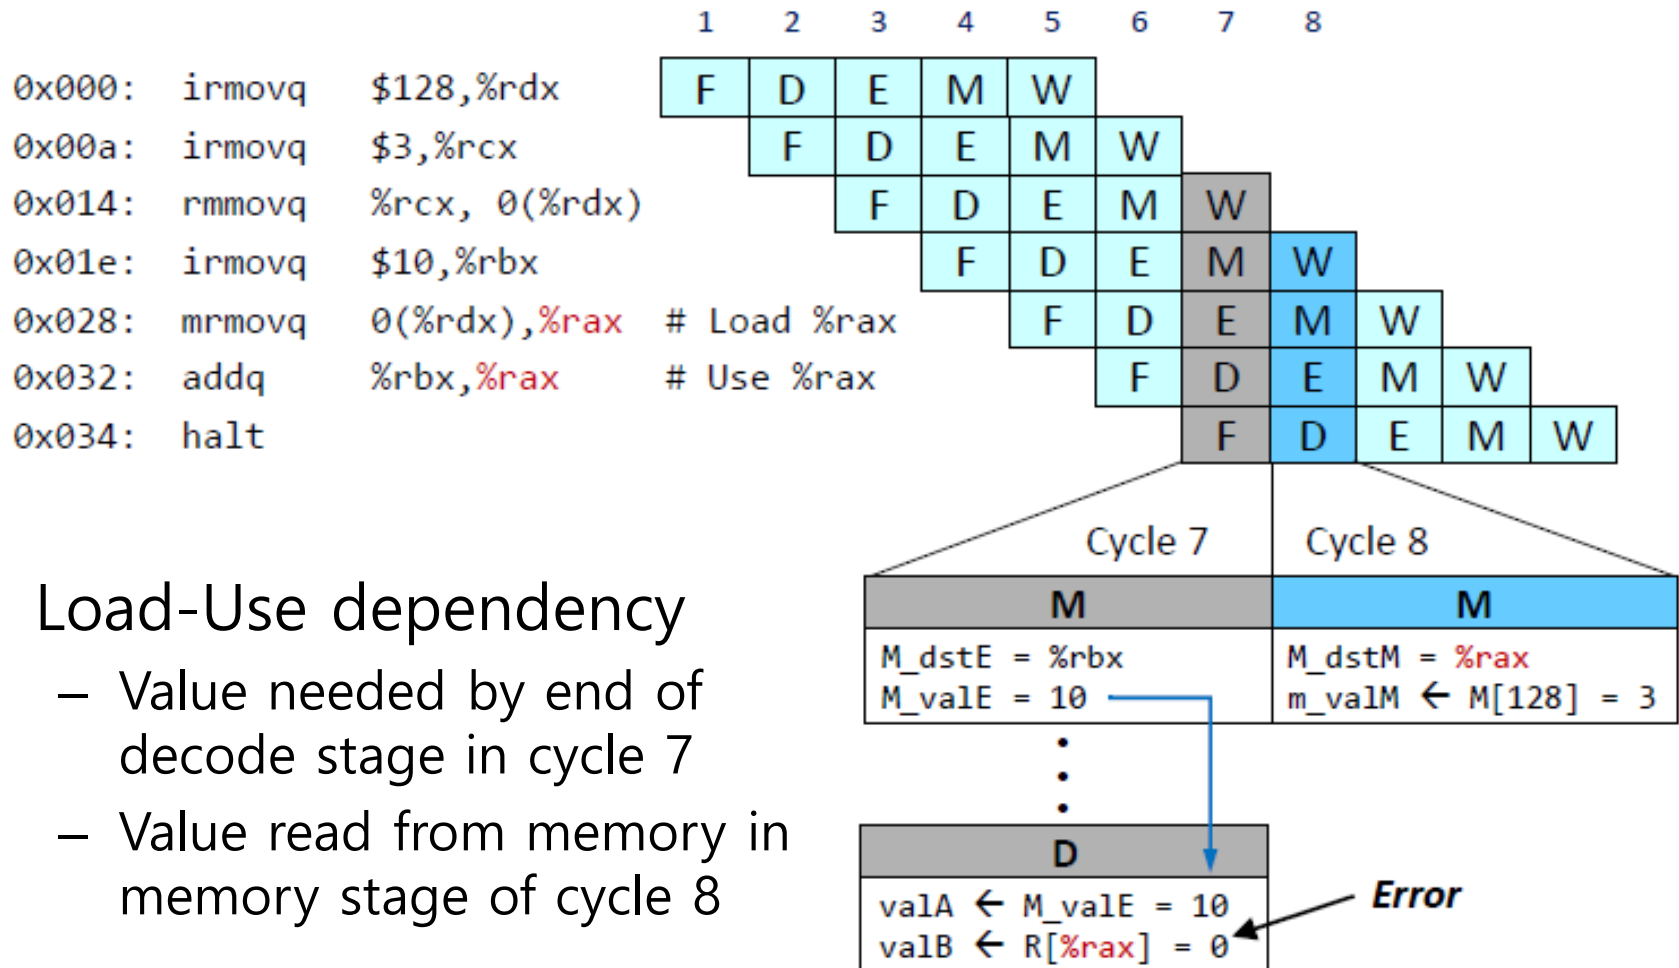 1 2 3 4 5 6 7 8
0x000: irmovq $128,%rdx F D E M W
0x00a: irmovq $3,%rcx F D E M W
0x014: rmmovq %rcx, 0(%rdx) F D E M W
0x01e: irmovq $10,%rbx F D E M W
0x028: mrmovq 0(%rdx),%rax # Load %rax F D E M W
0x032: addq %rbx,%rax # Use %rax F D E M W
0x034: halt F D E M W
Cycle 7 Cycle 8
M M
M_dstE = %rbx M_dstM = %rax
M_valE = 10 m_valM ← M[128] = 3
D
valA ← M_valE = 10
valB ← R[%rax] = 0
Error
Load-Use dependency
– Value needed by end of
decode stage in cycle 7
– Value read from memory in
memory stage of cycle 8